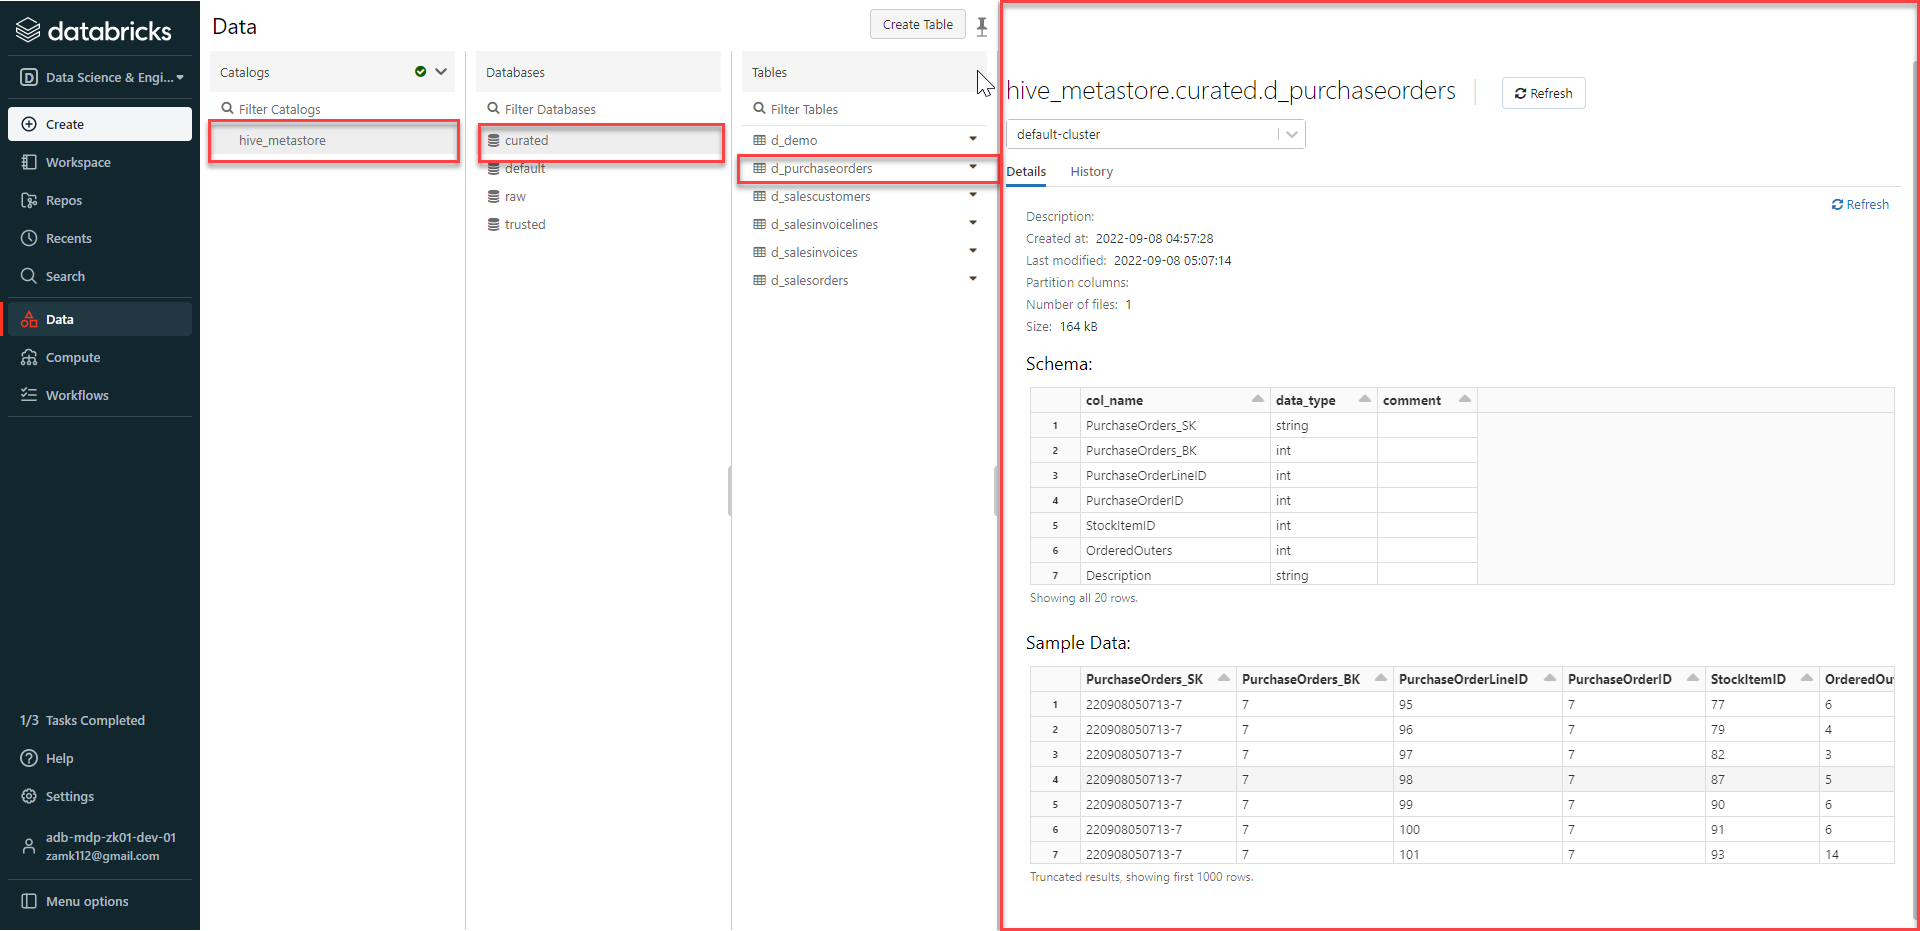 databricks
D Data Science & Engi...
Create
Workspace
Repos
Recents
Search
Data
Compute
Workflows
1/3 Tasks Completed
Help
Settings
adb-mdp-zk01-dev-01
zamk112@gmail.com
Menu options
Data
Create Table
Catalogs
Filter Catalogs
hive_metastore
Databases
Filter Databases
curated
default
raw
trusted
Tables
Filter Tables
d_demo
d_purchaseorders
d_salescustomers
d_salesinvoicelines
d_salesinvoices
d_salesorders
hive_metastore.curated.d_purchaseorders
Refresh
default-cluster
Details History
Refresh
Description:
Created at: 2022-09-08 04:57:28
Last modified: 2022-09-08 05:07:14
Partition columns:
Number of files: 1
Size: 164 kB
Schema:
col_name data_type comment
1 PurchaseOrders_SK string
2 PurchaseOrders_BK int
3 PurchaseOrderLineID int
4 PurchaseOrderID int
5 StockItemID int
6 OrderedOuters int
7 Description string
Showing all 20 rows.
Sample Data:
PurchaseOrders_SK PurchaseOrders_BK PurchaseOrderLineID PurchaseOrderID StockItemID OrderedOu
1 220908050713-7 7 95 7 77 6
2 220908050713-7 7 96 7 79 4
3 220908050713-7 7 97 7 82 3
4 220908050713-7 7 98 7 87 5
5 220908050713-7 7 99 7 90 6
6 220908050713-7 7 100 7 91 6
7 220908050713-7 7 101 7 93 14
Truncated results, showing first 1000 rows.